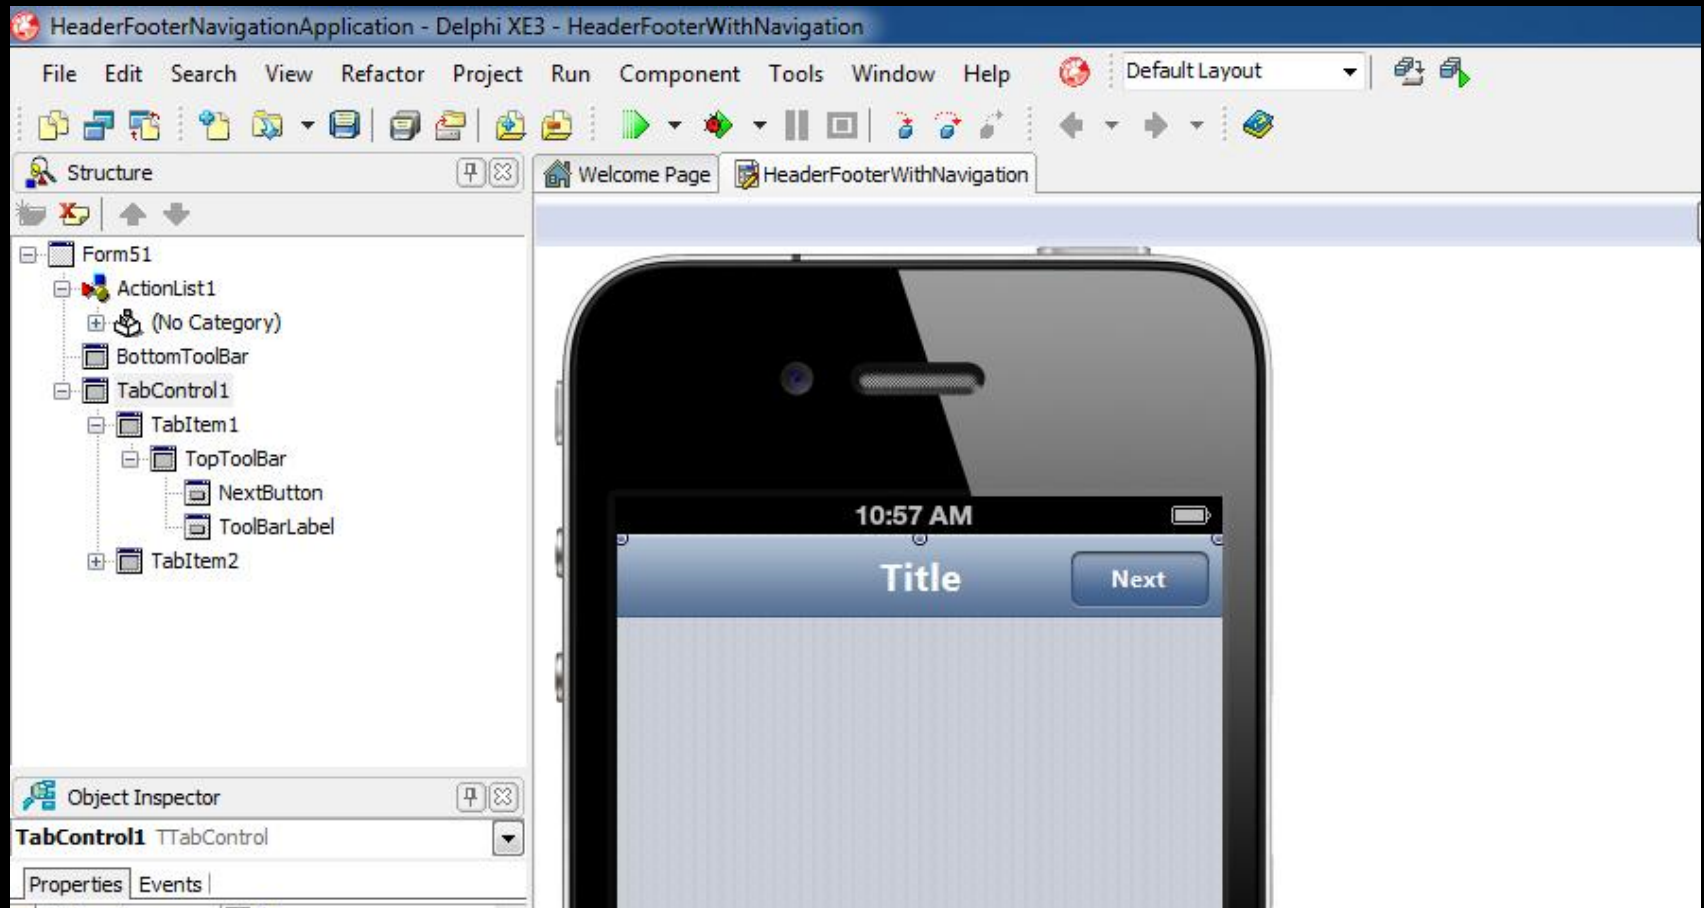 HeaderFooterNavigationApplication - Delphi XE3 - HeaderFooterWithNavigation
File Edit Search View Refactor Project Run Component Tools Window Help Default Layout
Structure
Welcome Page HeaderFooterWithNavigation
Form51
ActionList1
(No Category)
BottomToolBar
TabControl1
TabItem1
TopToolBar
NextButton
ToolBarLabel
TabItem2
10:57 AM
Title Next
Object Inspector
TabControl1 TTabControl
Properties Events